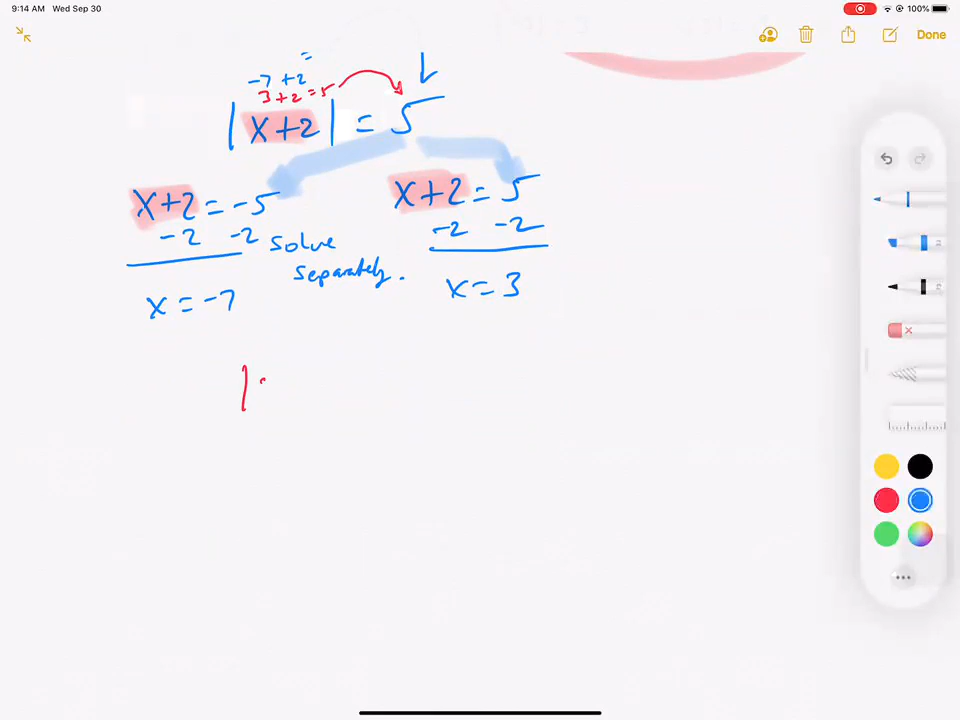 9:14 AM Wed Sep 30
100%
Done
=
-7 +2
3+2=5
|x+2| = 5
x+2 = -5
x+2 = 5
-2 -2
-2 -2
solve
separately.
x = -7
x = 3
|